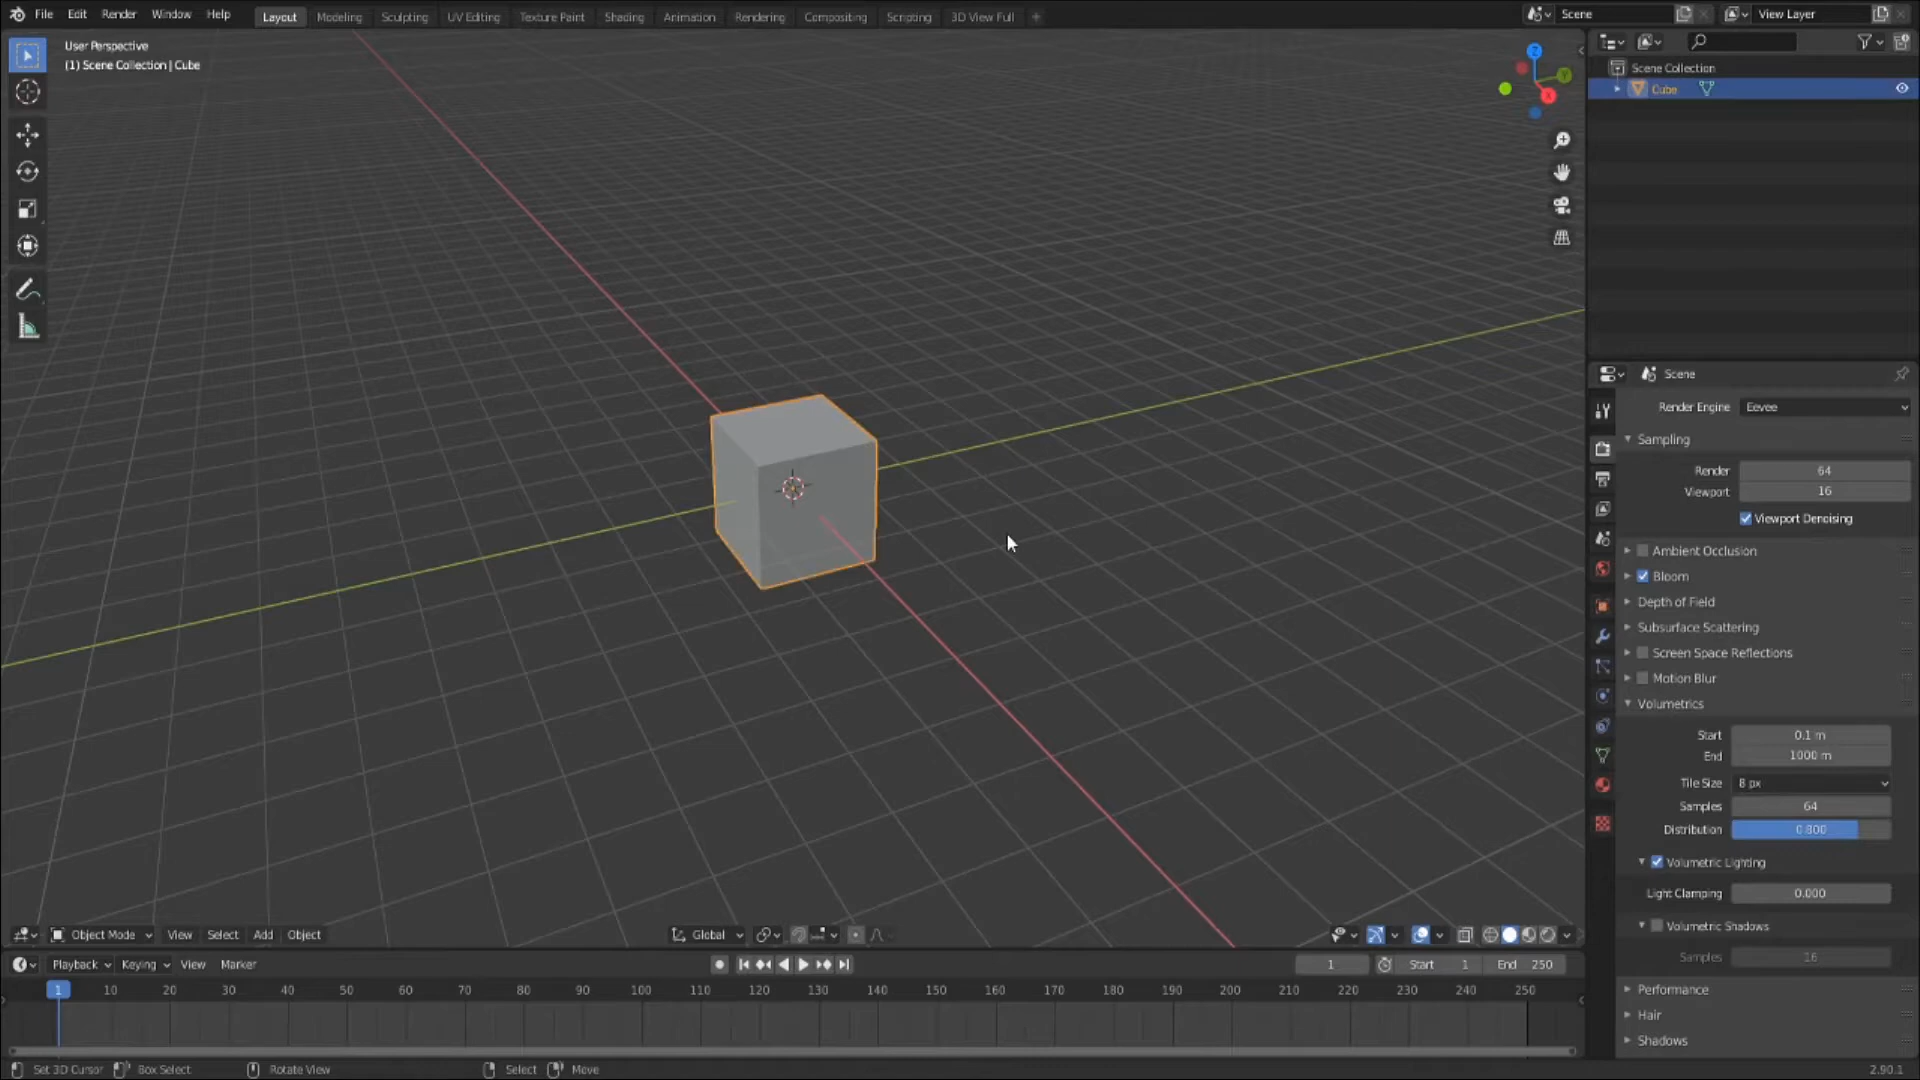 File Edit Render Window Help
Layout Modeling Sculpting UV Editing Texture Paint Shading Animation Rendering Compositing Scripting 3D View Full +
Scene
View Layer
User Perspective
(1) Scene Collection | Cube
Z
Y
X
Scene Collection
Cube
Scene
Render Engine Eevee
Sampling
Render 64
Viewport 16
Viewport Denoising
Ambient Occlusion
Bloom
Depth of Field
Subsurface Scattering
Screen Space Reflections
Motion Blur
Volumetrics
Start 0.1 m
End 1000 m
Tile Size 8 px
Samples 64
Distribution 0.800
Volumetric Lighting
Light Clamping 0.000
Volumetric Shadows
Samples 16
Performance
Hair
Shadows
Object Mode View Select Add Object
Global
Playback Keying View Marker
1 Start 1 End 250
1 10 20 30 40 50 60 70 80 90 100 110 120 130 140 150 160 170 180 190 200 210 220 230 240 250
Set 3D Cursor Box Select Rotate View Select Move
2.90.1